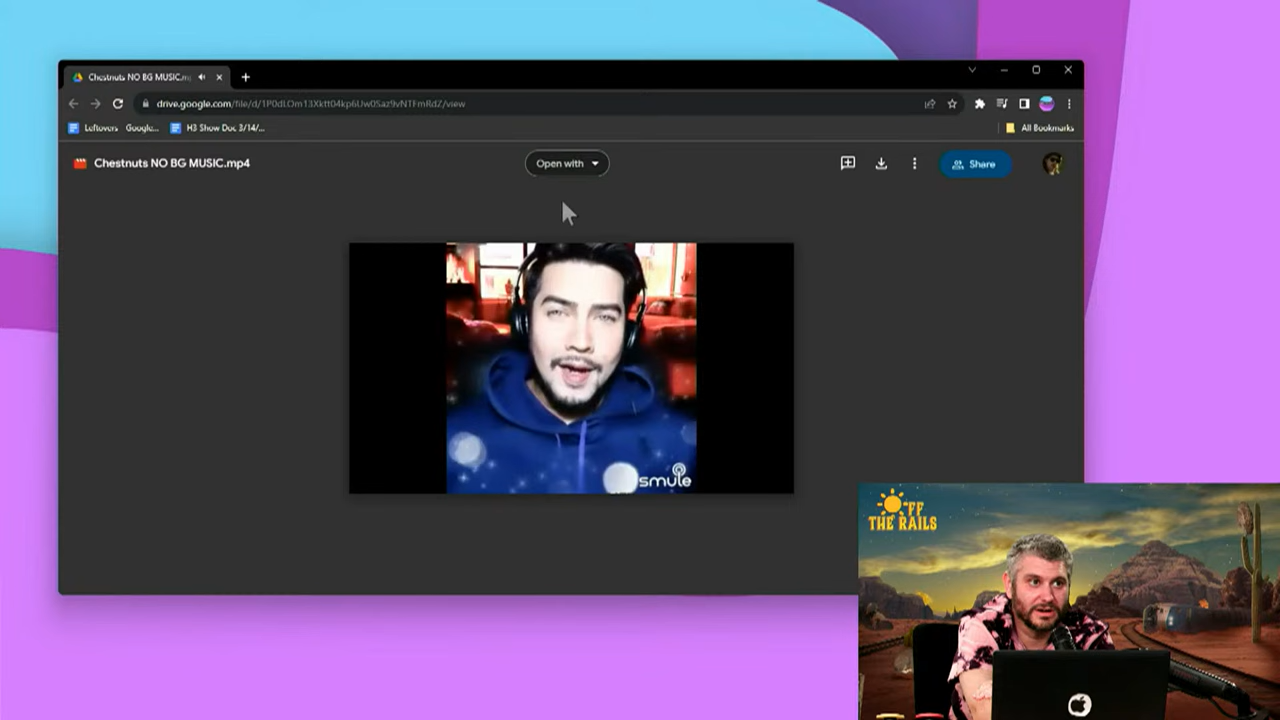 Chestnuts NO BG MUSIC.m
drive.google.com/file/d/1P0dLOm13Xktt04kp6Uw0Saz9vNTFmRdZ/view
Leftovers Google...
H3 Show Doc 3/14/...
All Bookmarks
Chestnuts NO BG MUSIC.mp4
Open with
Share
smule
OFF
THE RAILS